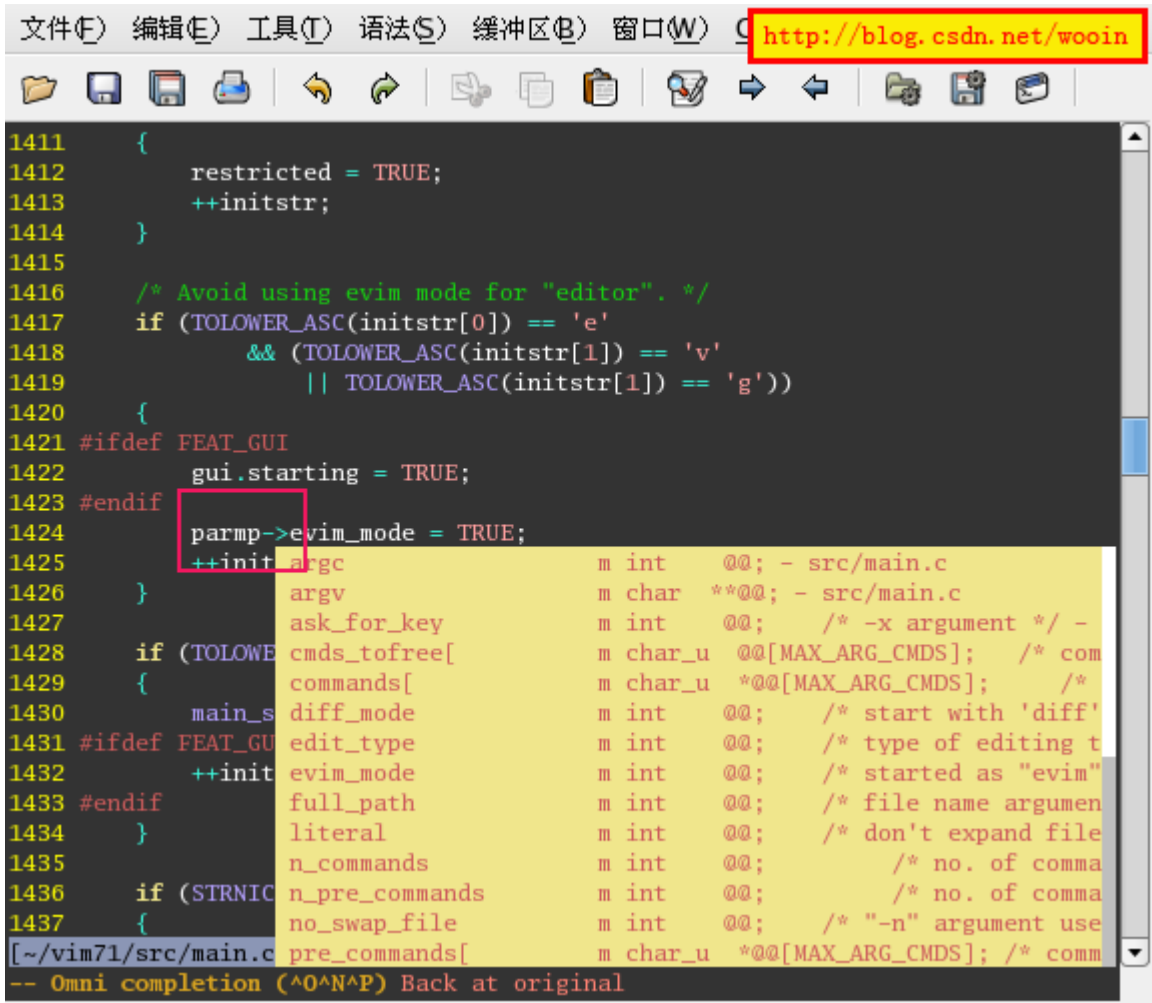 文件(F) 编辑(E) 工具(T) 语法(S) 缓冲区(B) 窗口(W) C
http://blog.csdn.net/wooin
1411 {
1412 restricted = TRUE;
1413 ++initstr;
1414 }
1415
1416 /* Avoid using evim mode for "editor". */
1417 if (TOLOWER_ASC(initstr[0]) == 'e'
1418 && (TOLOWER_ASC(initstr[1]) == 'v'
1419 || TOLOWER_ASC(initstr[1]) == 'g'))
1420 {
1421 #ifdef FEAT_GUI
1422 gui.starting = TRUE;
1423 #endif
1424 parmp->evim_mode = TRUE;
1425 ++init argc m int @@; - src/main.c
1426 } argv m char **@@; - src/main.c
1427 ask_for_key m int @@; /* -x argument */ -
1428 if (TOLOWE cmds_tofree[ m char_u @@[MAX_ARG_CMDS]; /* com
1429 { commands[ m char_u *@@[MAX_ARG_CMDS]; /*
1430 main_s diff_mode m int @@; /* start with 'diff'
1431 #ifdef FEAT_GU edit_type m int @@; /* type of editing t
1432 ++init evim_mode m int @@; /* started as "evim"
1433 #endif full_path m int @@; /* file name argumen
1434 } literal m int @@; /* don't expand file
1435 n_commands m int @@; /* no. of comma
1436 if (STRNIC n_pre_commands m int @@; /* no. of comma
1437 { no_swap_file m int @@; /* "-n" argument use
[~/vim71/src/main.c pre_commands[ m char_u *@@[MAX_ARG_CMDS]; /* comm
-- Omni completion (^O^N^P) Back at original